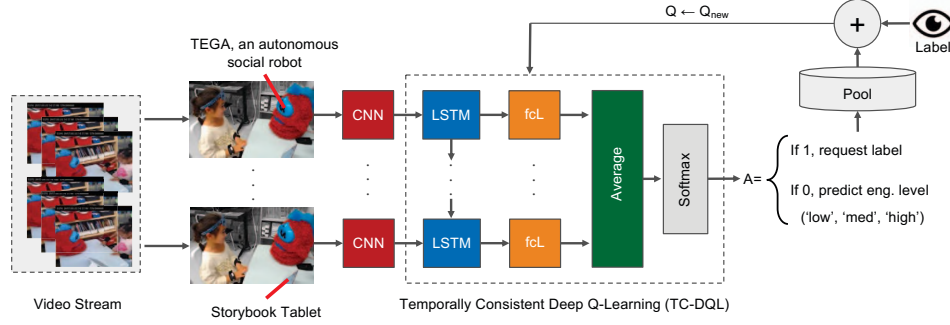 Q ← Qnew
+
Label
TEGA, an autonomous
social robot
Pool
CNN
LSTM
fcL
Average
Softmax
A=
If 1, request label
If 0, predict eng. level
(‘low’, ‘med’, ‘high’)
CNN
LSTM
fcL
Video Stream
Storybook Tablet
Temporally Consistent Deep Q-Learning (TC-DQL)